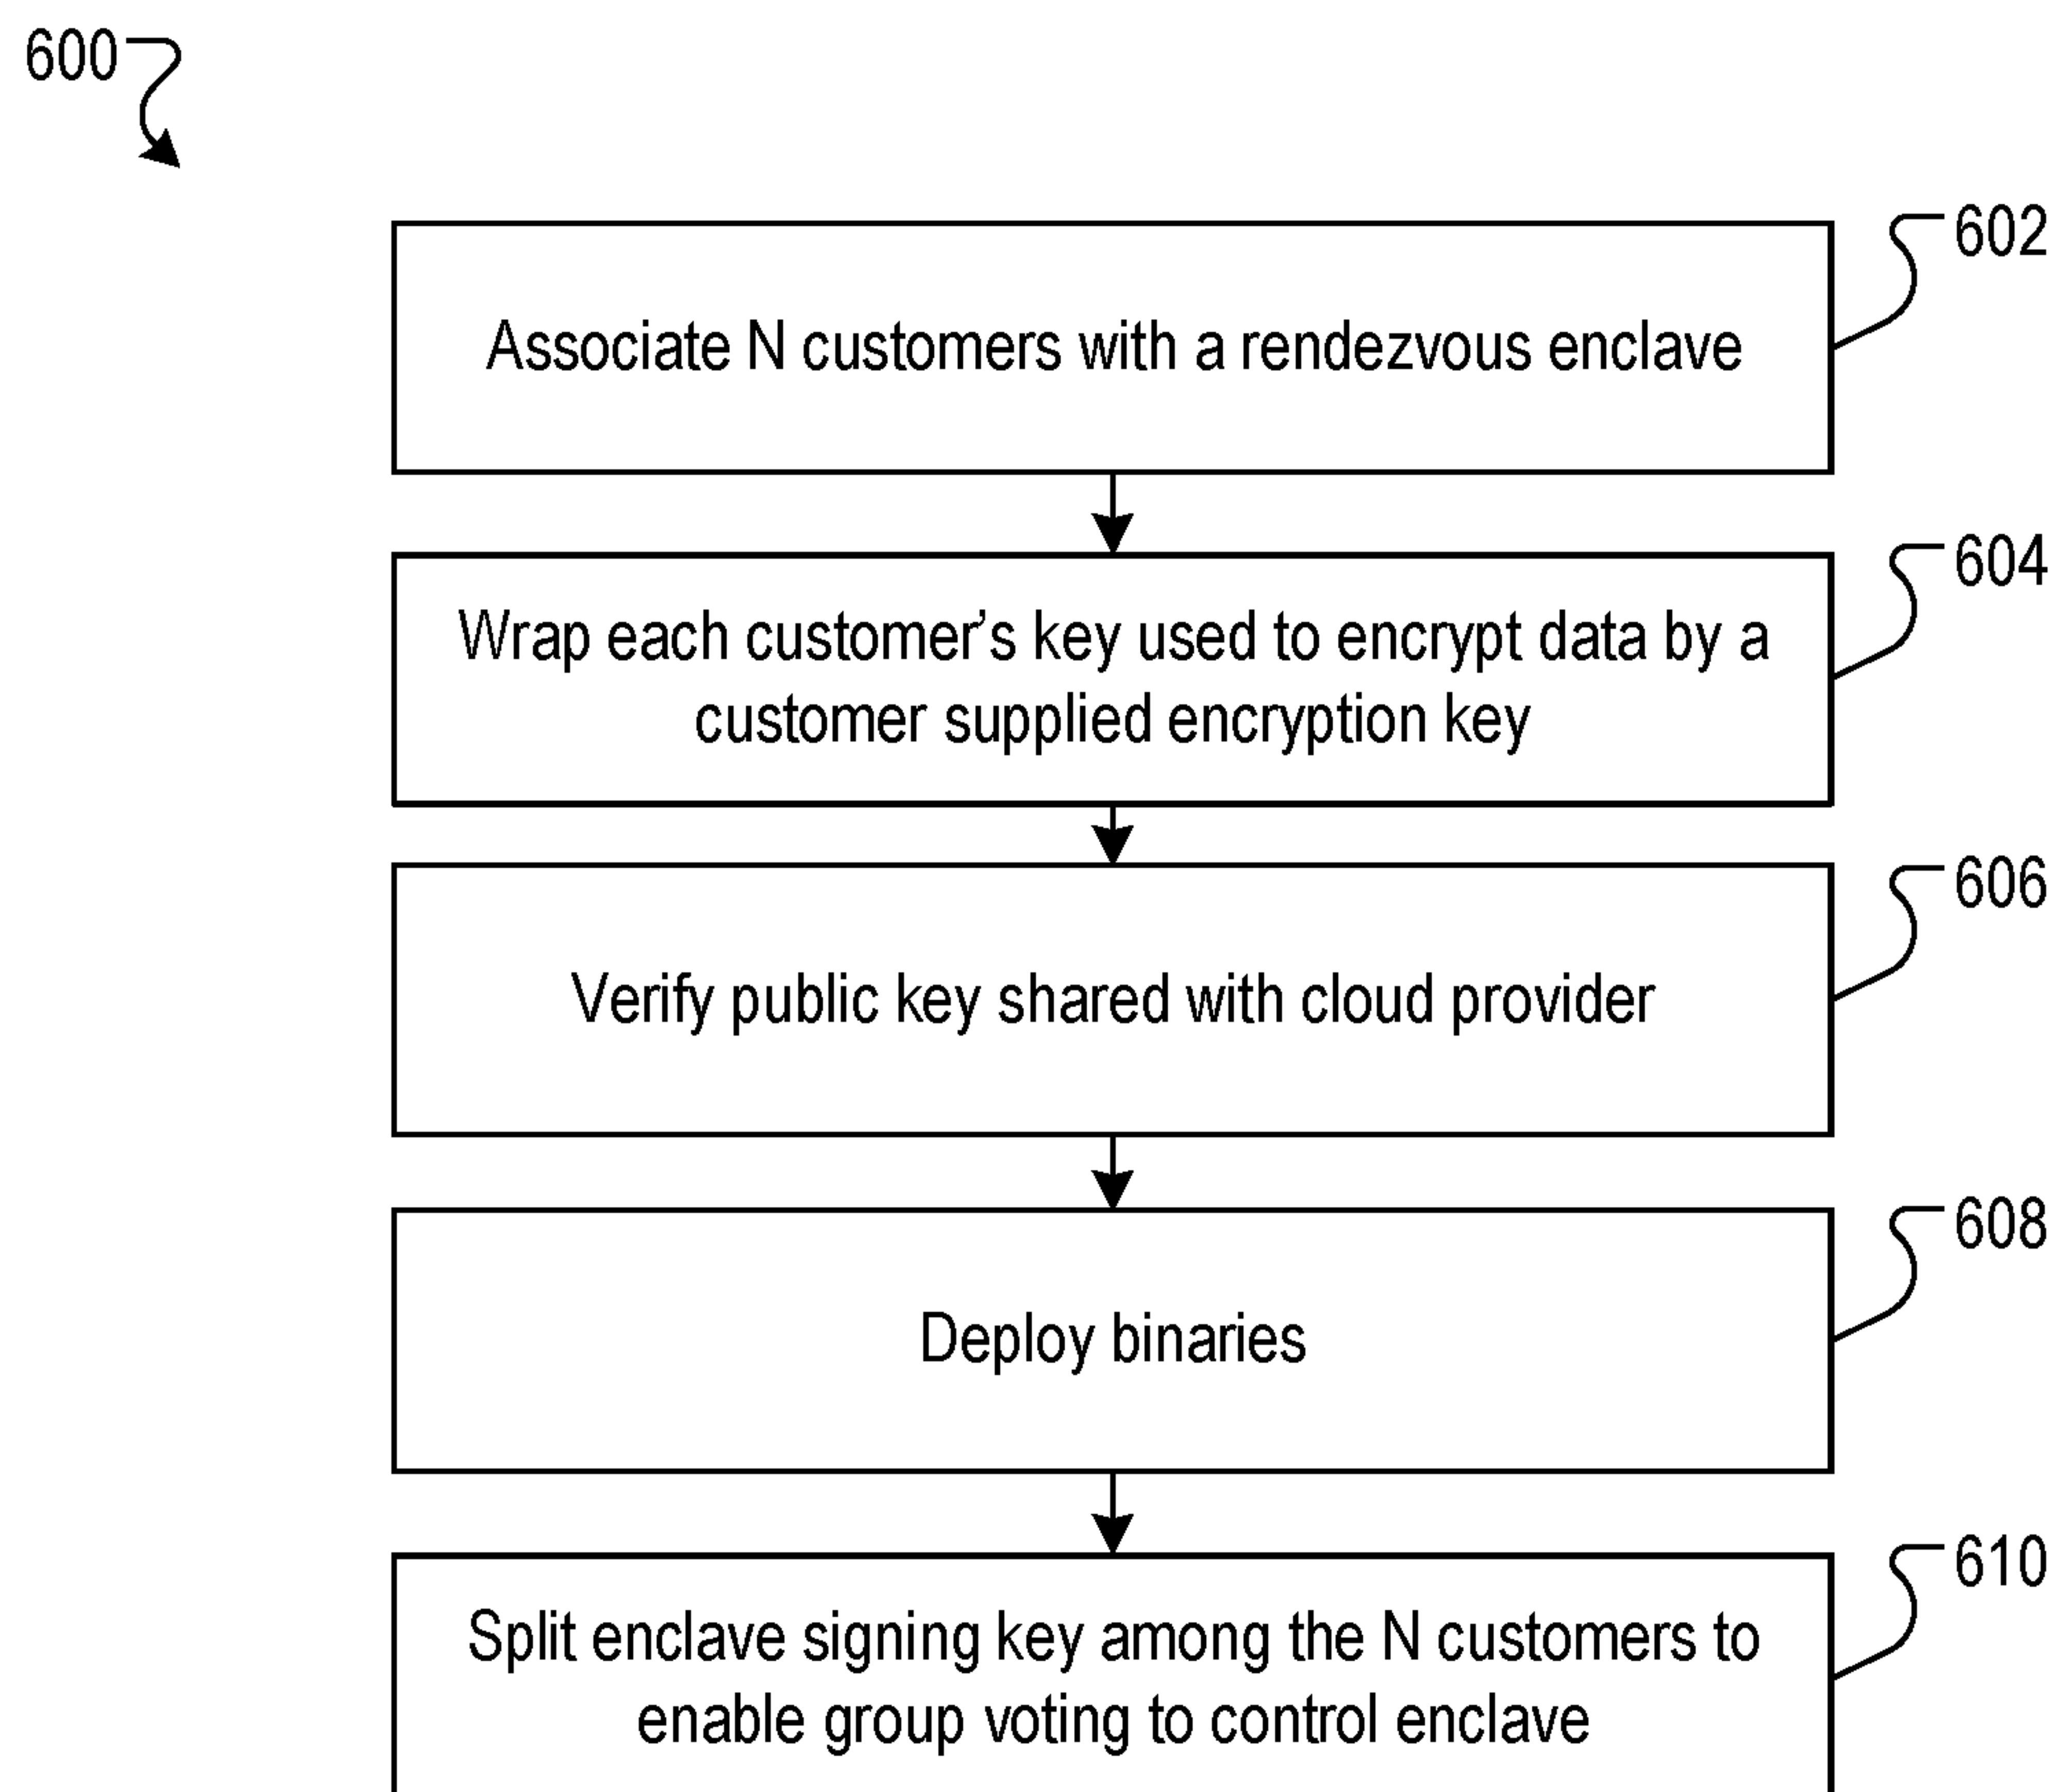 600
602
Associate N customers with a rendezvous enclave
604
Wrap each customer’s key used to encrypt data by a
customer supplied encryption key
606
Verify public key shared with cloud provider
608
Deploy binaries
610
Split enclave signing key among the N customers to
enable group voting to control enclave